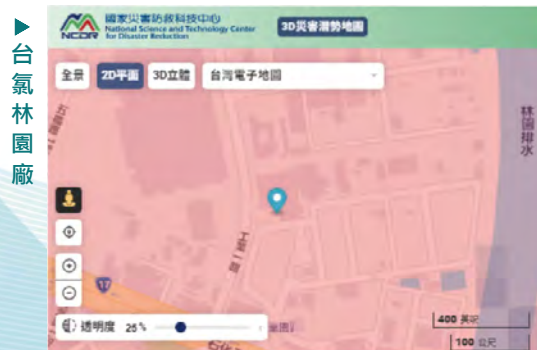 ▶台氯林園廠
國家災害防救科技中心
NCDR
National Science and Technology Center
for Disaster Reduction
3D災害潛勢地圖
全景
2D平面
3D立體
台灣電子地圖
林園排水
工業一路
17
透明度 25%
400 英呎
100 公尺